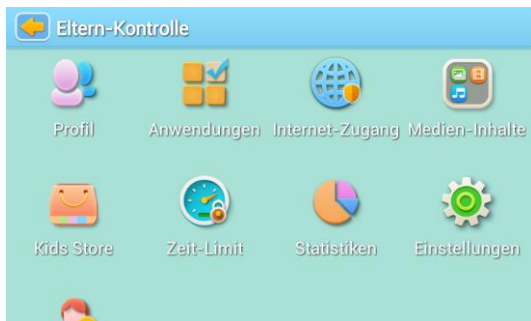 Eltern-Kontrolle
Profil Anwendungen Internet-Zugang Medien-Inhalte
Kids Store Zeit-Limit Statistiken Einstellungen